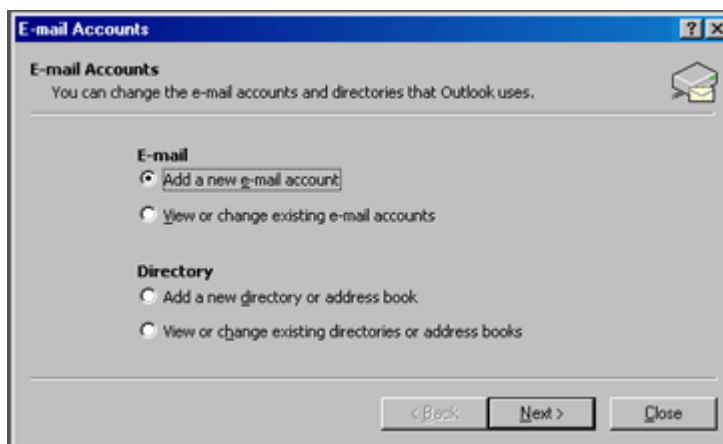 E-mail Accounts
E-mail Accounts
You can change the e-mail accounts and directories that Outlook uses.
E-mail
Add a new e-mail account
View or change existing e-mail accounts
Directory
Add a new directory or address book
View or change existing directories or address books
< Back Next > Close